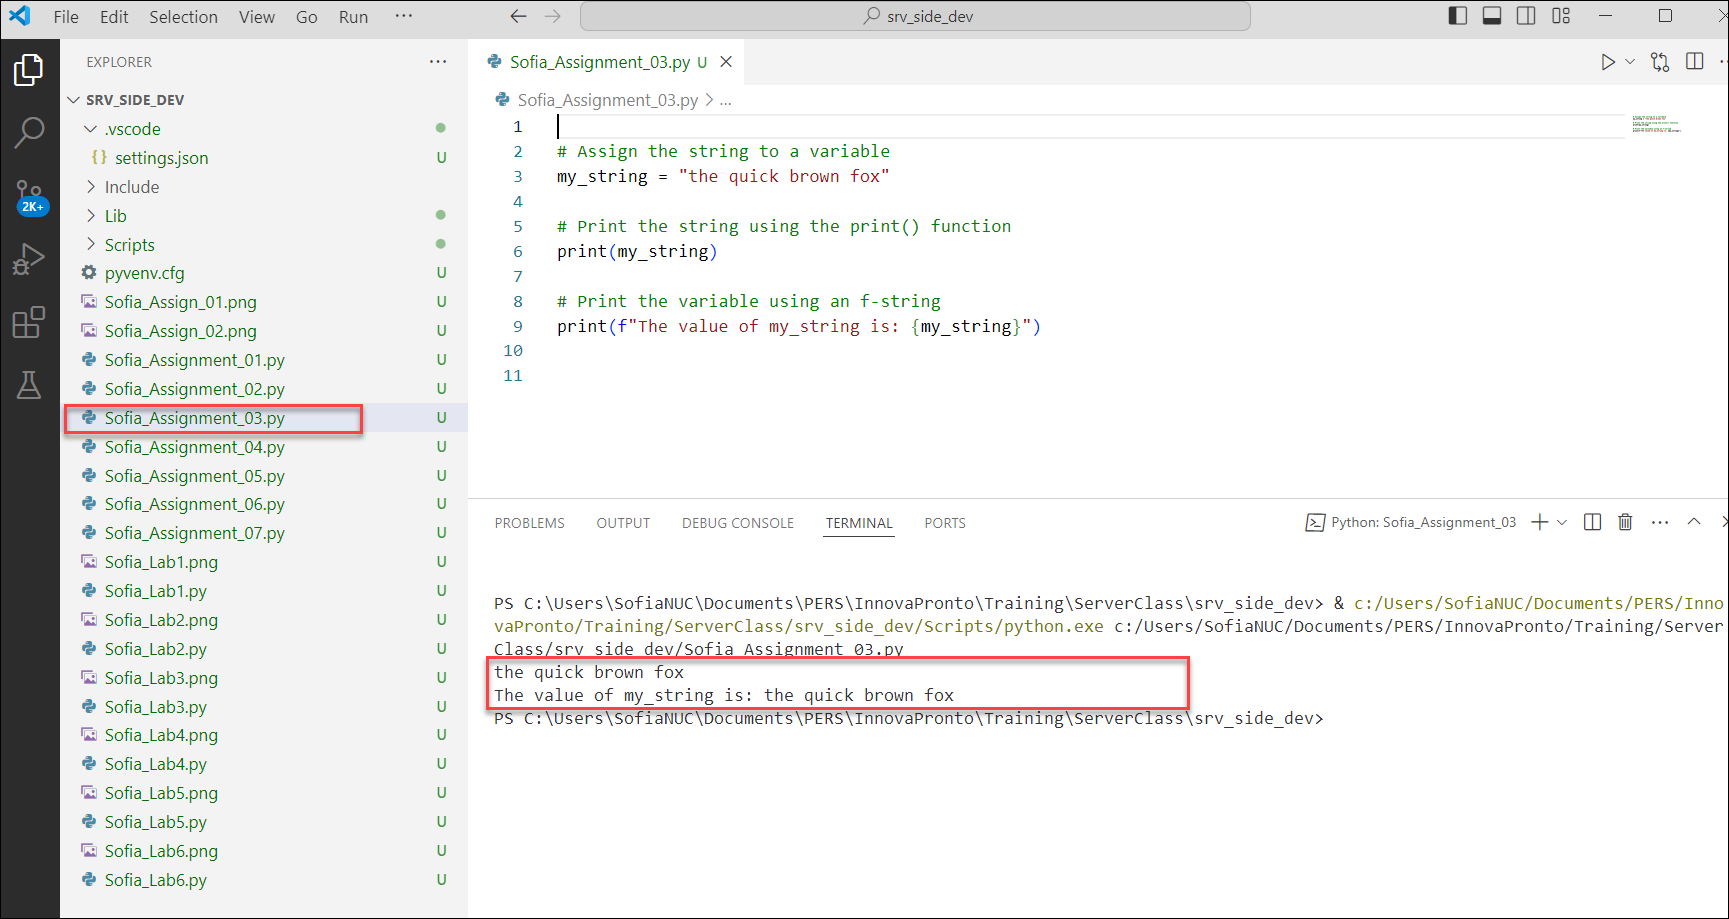 File Edit Selection View Go Run ···
srv_side_dev
EXPLORER ···
SRV_SIDE_DEV
.vscode
{} settings.json U
Include
Lib
Scripts
pyvenv.cfg U
Sofia_Assign_01.png U
Sofia_Assign_02.png U
Sofia_Assignment_01.py U
Sofia_Assignment_02.py U
Sofia_Assignment_03.py U
Sofia_Assignment_04.py U
Sofia_Assignment_05.py U
Sofia_Assignment_06.py U
Sofia_Assignment_07.py U
Sofia_Lab1.png U
Sofia_Lab1.py U
Sofia_Lab2.png U
Sofia_Lab2.py U
Sofia_Lab3.png U
Sofia_Lab3.py U
Sofia_Lab4.png U
Sofia_Lab4.py U
Sofia_Lab5.png U
Sofia_Lab5.py U
Sofia_Lab6.png U
Sofia_Lab6.py U
2K+
Sofia_Assignment_03.py U
Sofia_Assignment_03.py > ...
1
2 # Assign the string to a variable
3 my_string = "the quick brown fox"
4
5 # Print the string using the print() function
6 print(my_string)
7
8 # Print the variable using an f-string
9 print(f"The value of my_string is: {my_string}")
10
11
PROBLEMS OUTPUT DEBUG CONSOLE TERMINAL PORTS
Python: Sofia_Assignment_03
PS C:\Users\SofiaNUC\Documents\PERS\InnovaPronto\Training\ServerClass\srv_side_dev> & c:/Users/SofiaNUC/Documents/PERS/Inno
vaPronto/Training/ServerClass/srv_side_dev/Scripts/python.exe c:/Users/SofiaNUC/Documents/PERS/InnovaPronto/Training/Server
Class/srv_side_dev/Sofia_Assignment_03.py
the quick brown fox
The value of my_string is: the quick brown fox
PS C:\Users\SofiaNUC\Documents\PERS\InnovaPronto\Training\ServerClass\srv_side_dev>